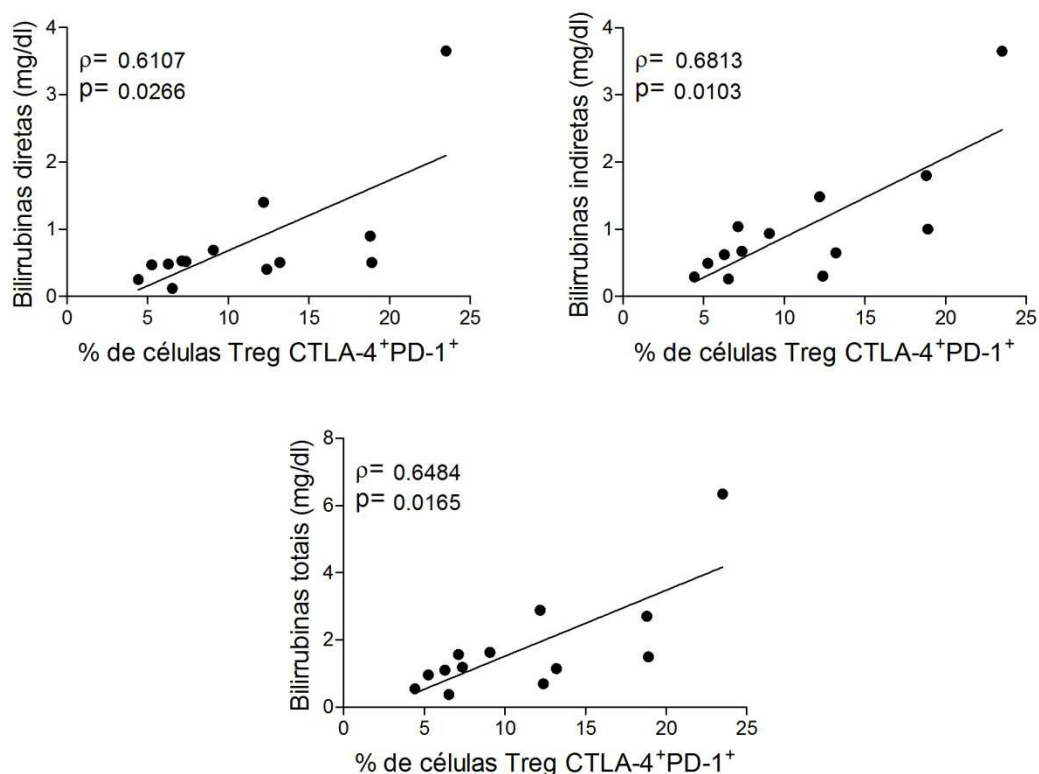 Bilirrubinas diretas (mg/dl)
4
3
2
1
0
ρ= 0.6107
p= 0.0266
0 5 10 15 20 25
% de células Treg CTLA-4⁺PD-1⁺
Bilirrubinas indiretas (mg/dl)
4
3
2
1
0
ρ= 0.6813
p= 0.0103
0 5 10 15 20 25
% de células Treg CTLA-4⁺PD-1⁺
Bilirrubinas totais (mg/dl)
8
6
4
2
0
ρ= 0.6484
p= 0.0165
0 5 10 15 20 25
% de células Treg CTLA-4⁺PD-1⁺